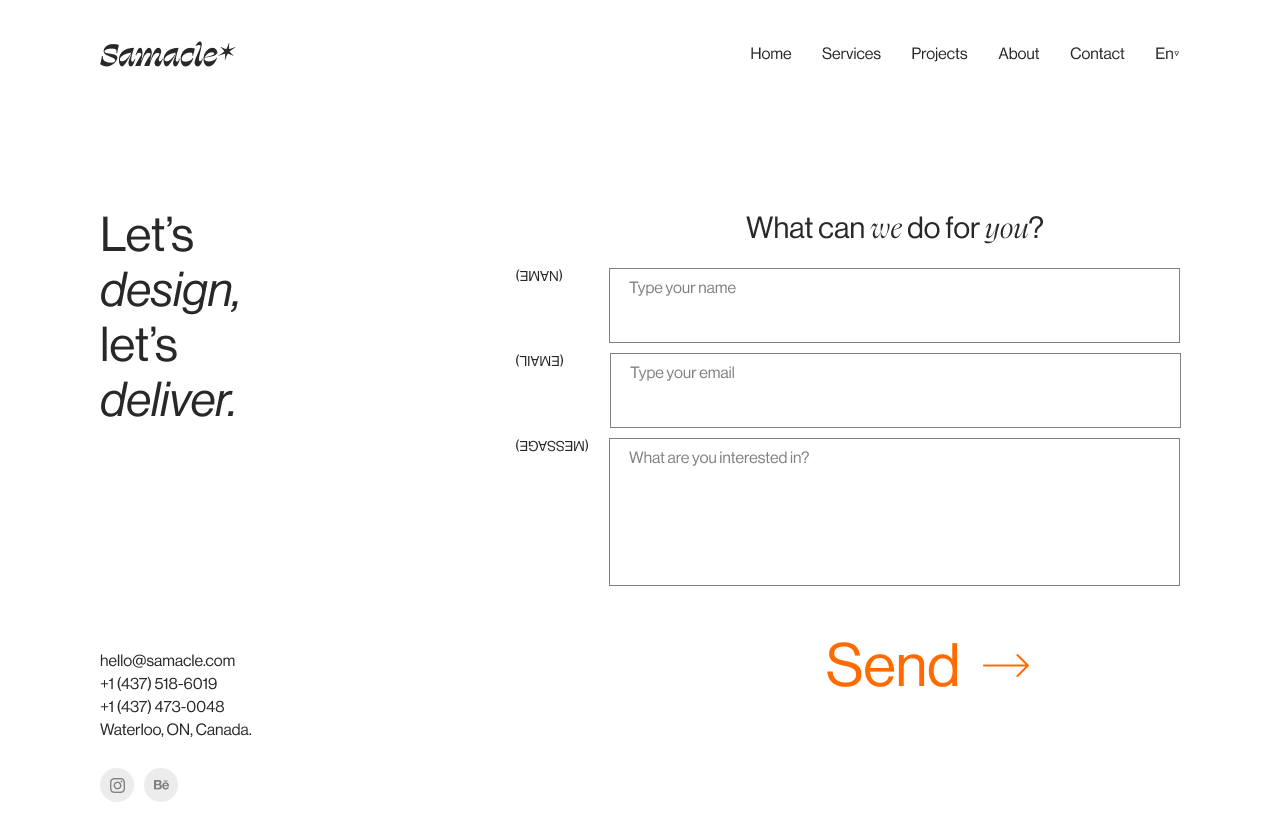 Samacle✶
Home Services Projects About Contact En▿
Let’s
design,
let’s
deliver.
What can we do for you?
(NAME)
Type your name
(EMAIL)
Type your email
(MESSAGE)
What are you interested in?
Send →
hello@samacle.com
+1 (437) 518-6019
+1 (437) 473-0048
Waterloo, ON, Canada.
Bē